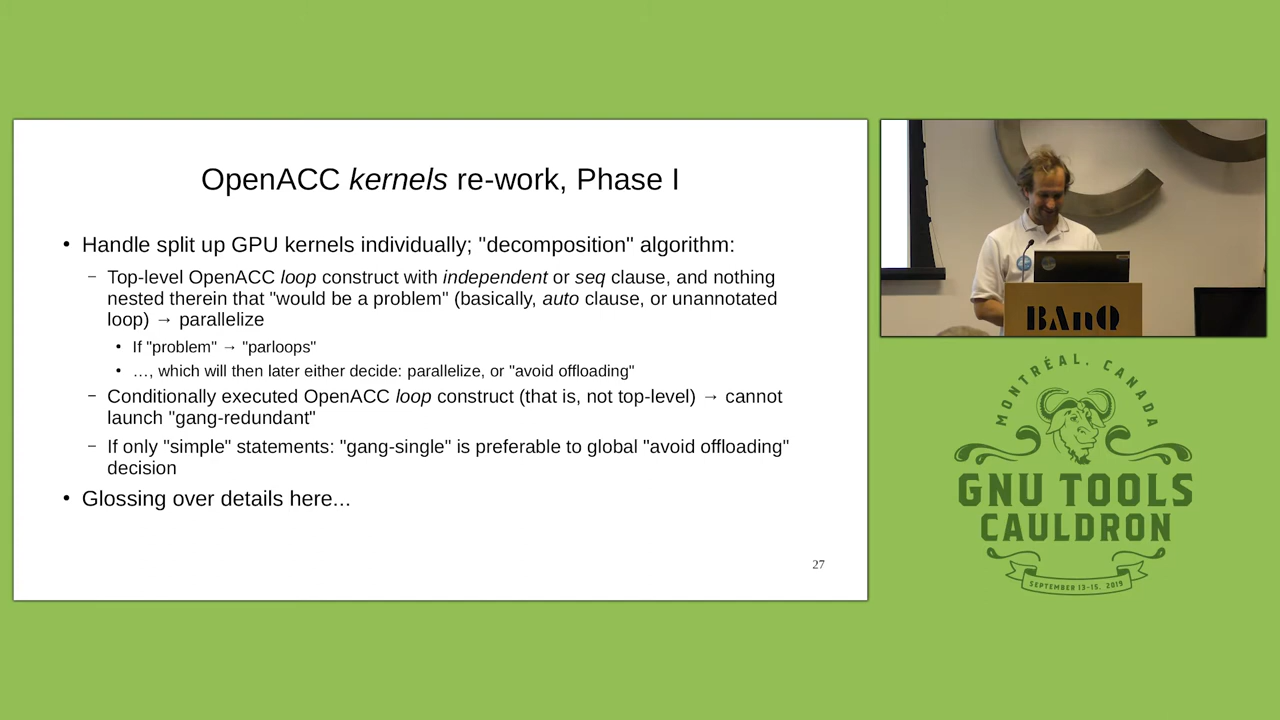 OpenACC kernels re-work, Phase I
• Handle split up GPU kernels individually; "decomposition" algorithm:
– Top-level OpenACC loop construct with independent or seq clause, and nothing
nested therein that "would be a problem" (basically, auto clause, or unannotated
loop) → parallelize
• If "problem" → "parloops"
• …, which will then later either decide: parallelize, or "avoid offloading"
– Conditionally executed OpenACC loop construct (that is, not top-level) → cannot
launch "gang-redundant"
– If only "simple" statements: "gang-single" is preferable to global "avoid offloading"
decision
• Glossing over details here...
27
BAnQ
MONTRÉAL, CANADA
GNU TOOLS
CAULDRON
SEPTEMBER 13-15, 2019